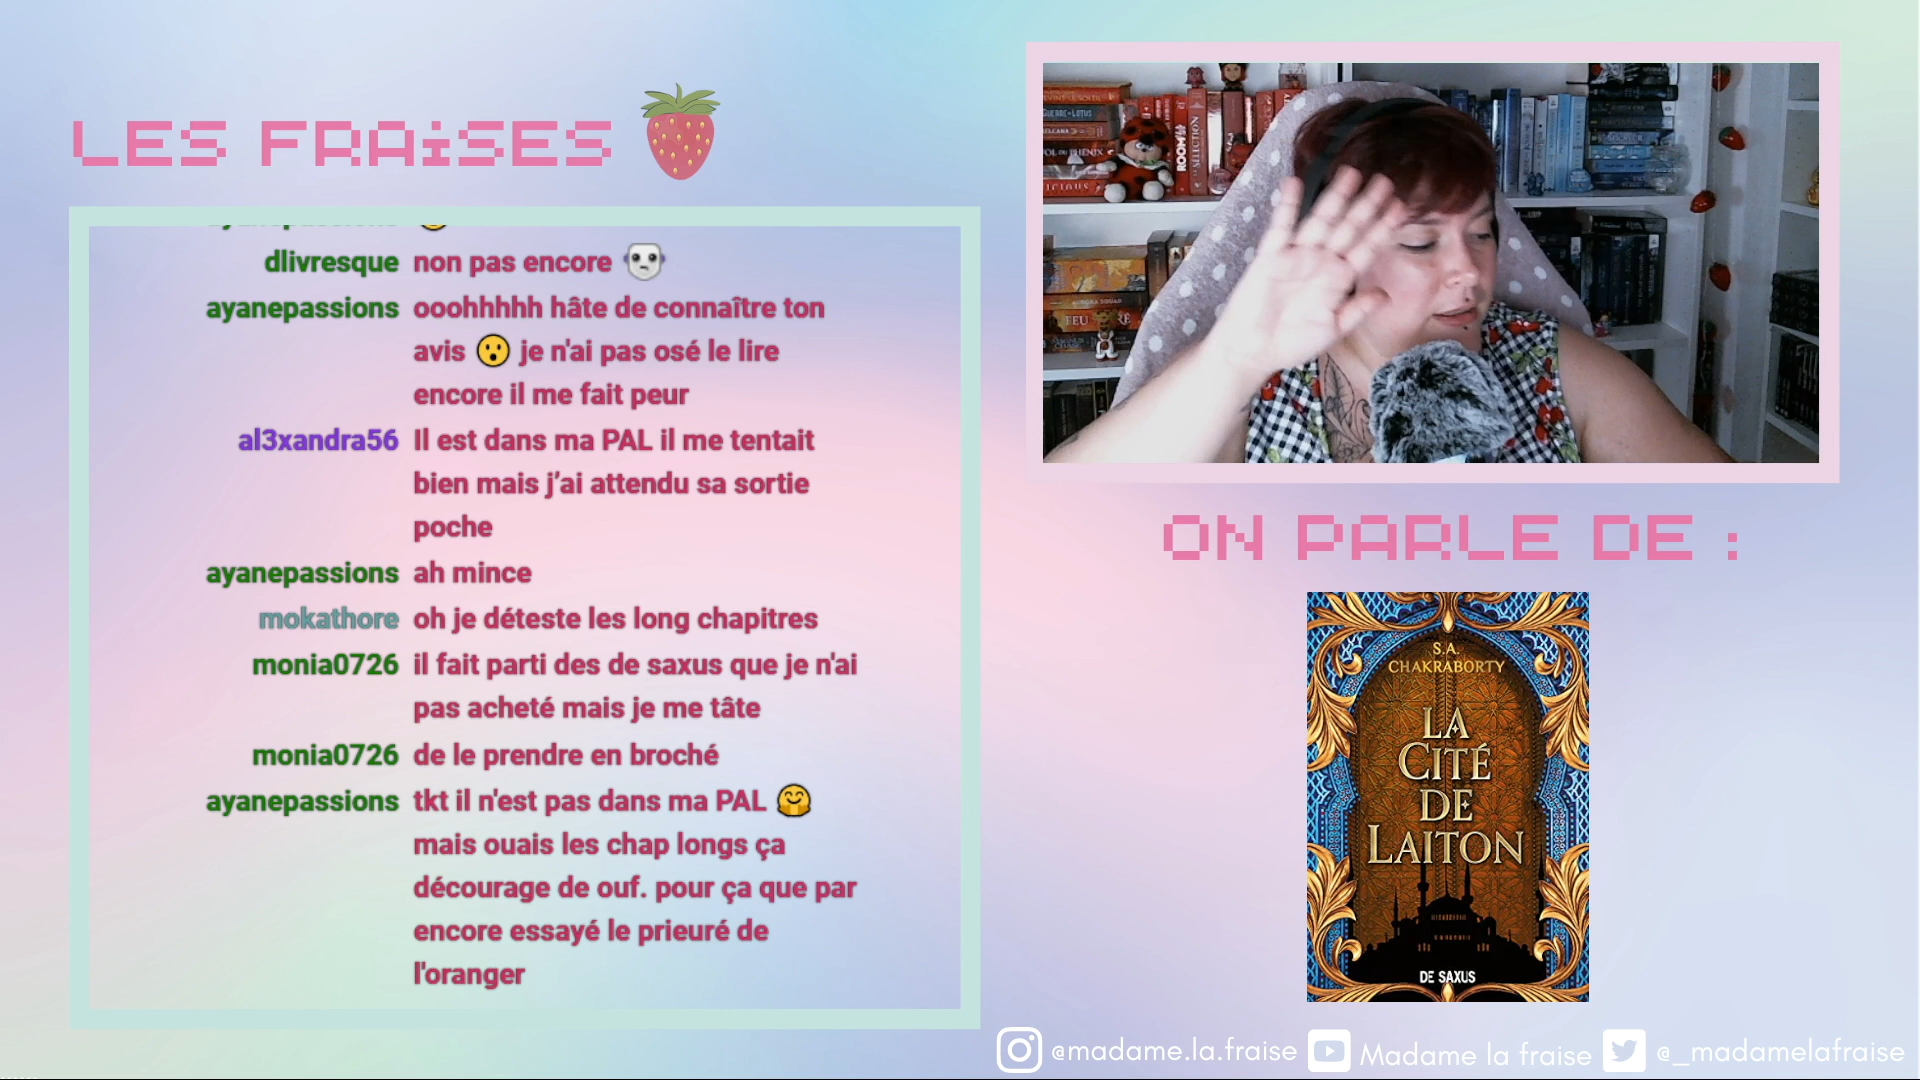 LES FRAiSES
dlivresque non pas encore
ayanepassions ooohhhhh hâte de connaître ton
avis 😮 je n'ai pas osé le lire
encore il me fait peur
al3xandra56 Il est dans ma PAL il me tentait
bien mais j’ai attendu sa sortie
poche
ayanepassions ah mince
mokathore oh je déteste les long chapitres
monia0726 il fait parti des de saxus que je n'ai
pas acheté mais je me tâte
monia0726 de le prendre en broché
ayanepassions tkt il n'est pas dans ma PAL 🤗
mais ouais les chap longs ça
décourage de ouf. pour ça que par
encore essayé le prieuré de
l'oranger
ROOM
SÉLECTION
ON PARLE DE :
S.A.
CHAKRABORTY
LA
CITÉ
DE
LAITON
DE SAXUS
@madame.la.fraise
Madame la fraise
@_madamelafraise